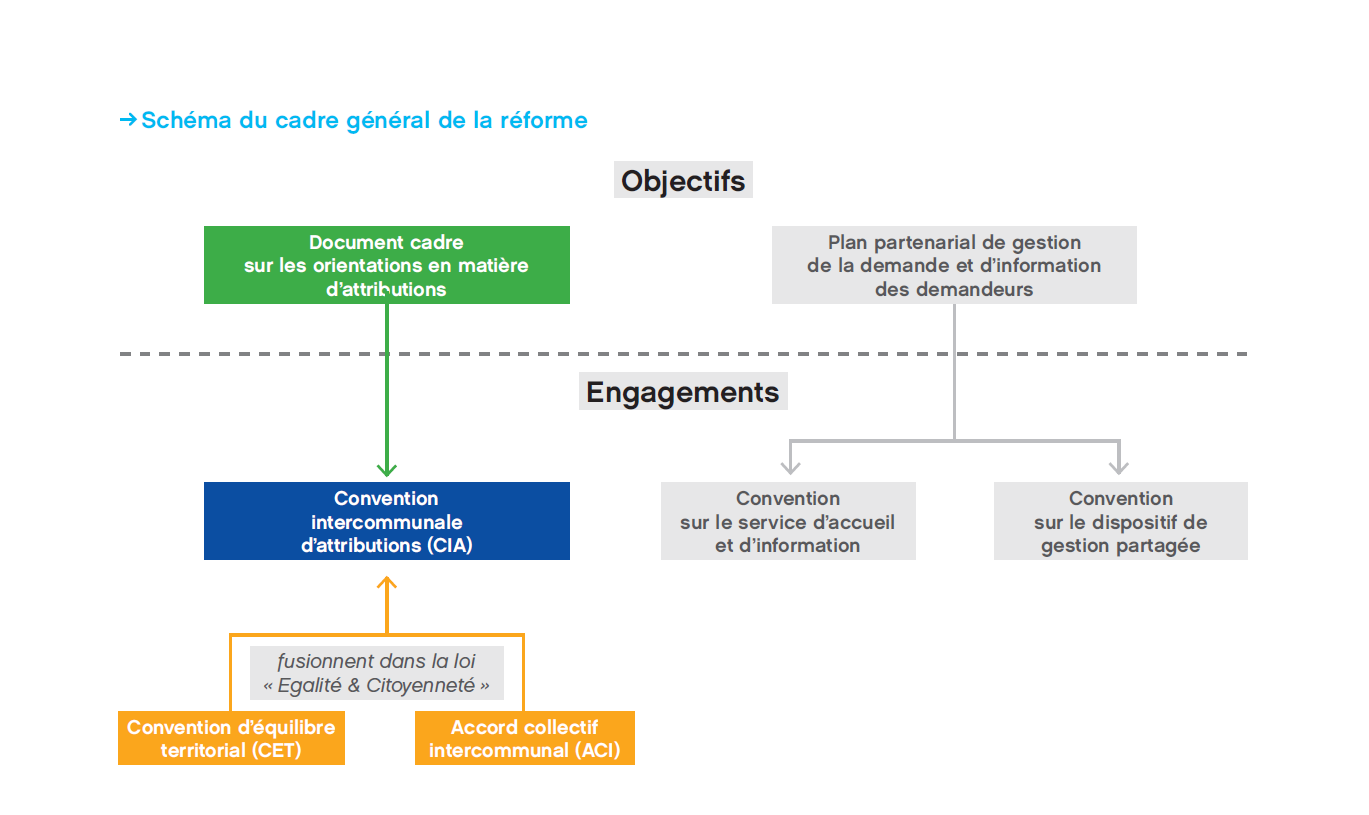 → Schéma du cadre général de la réforme
Objectifs
Document cadre
sur les orientations en matière
d'attributions
Plan partenarial de gestion
de la demande et d'information
des demandeurs
Engagements
Convention
intercommunale
d'attributions (CIA)
Convention
sur le service d'accueil
et d'information
Convention
sur le dispositif de
gestion partagée
fusionnent dans la loi
« Egalité & Citoyenneté »
Convention d'équilibre
territorial (CET)
Accord collectif
intercommunal (ACI)